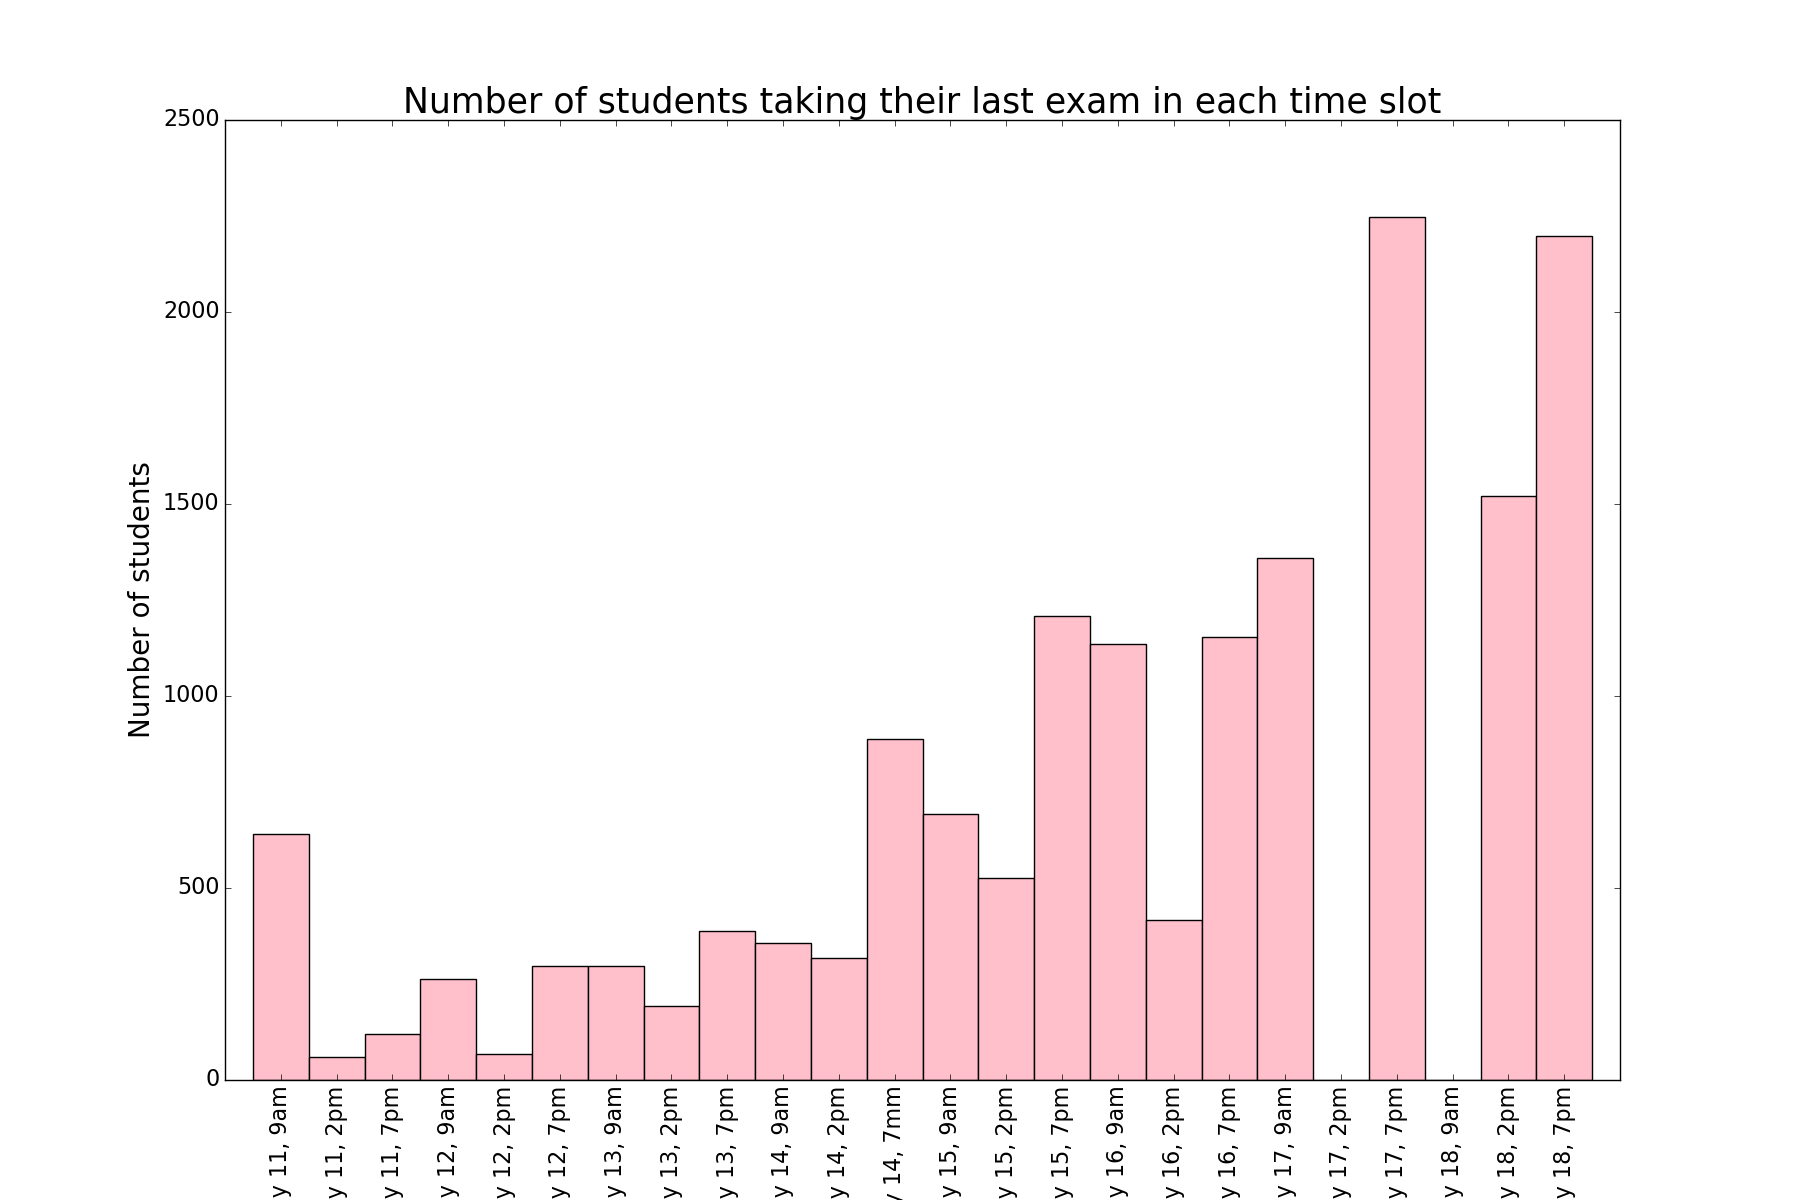 Number of students taking their last exam in each time slot
Number of students
2500
2000
1500
1000
500
0
y 11, 9am
y 11, 2pm
y 11, 7pm
y 12, 9am
y 12, 2pm
y 12, 7pm
y 13, 9am
y 13, 2pm
y 13, 7pm
y 14, 9am
y 14, 2pm
y 14, 7mm
y 15, 9am
y 15, 2pm
y 15, 7pm
y 16, 9am
y 16, 2pm
y 16, 7pm
y 17, 9am
y 17, 2pm
y 17, 7pm
y 18, 9am
y 18, 2pm
y 18, 7pm